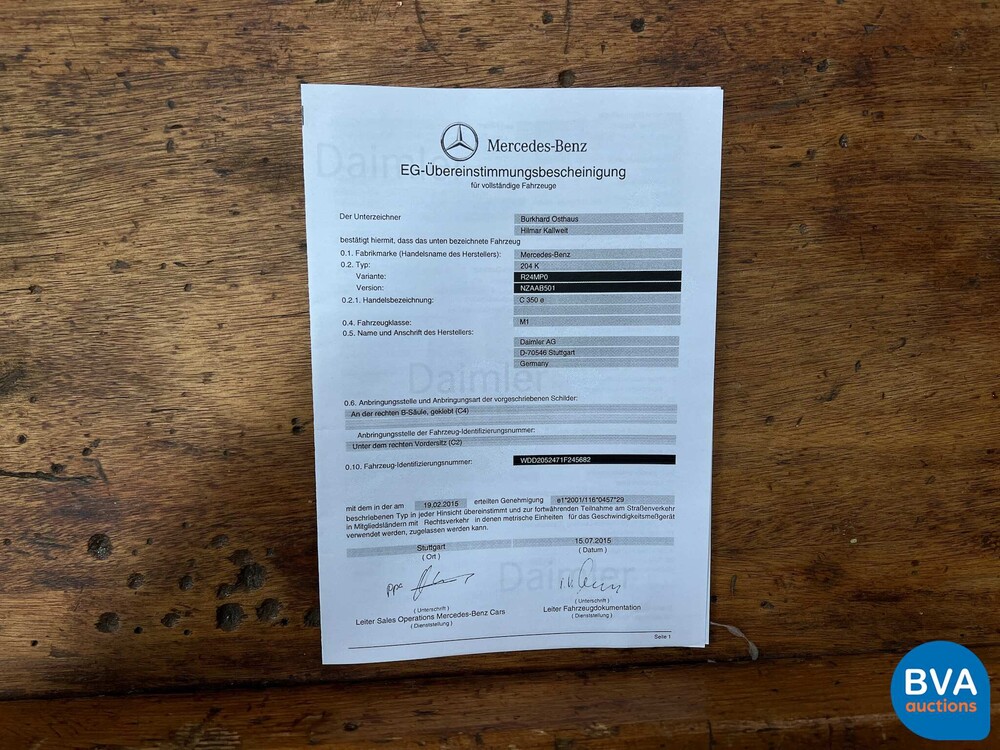 Mercedes-Benz
EG-Übereinstimmungsbescheinigung
für vollständige Fahrzeuge
Der Unterzeichner
Burkhard Osthaus
Hilmar Kallweit
bestätigt hiermit, dass das unten bezeichnete Fahrzeug
0.1. Fabrikmarke (Handelsname des Herstellers): Mercedes-Benz
0.2. Typ: 204 K
Variante: R24MP0
Version: NZAAB501
0.2.1. Handelsbezeichnung: C 350 e
0.4. Fahrzeugklasse: M1
0.5. Name und Anschrift des Herstellers:
Daimler AG
D-70546 Stuttgart
Germany
Daimler
0.6. Anbringungsstelle und Anbringungsart der vorgeschriebenen Schilder:
An der rechten B-Säule, geklebt (C4)
Anbringungsstelle der Fahrzeug-Identifizierungsnummer:
Unter dem rechten Vordersitz (C2)
0.10. Fahrzeug-Identifizierungsnummer: WDD2052471F245682
mit dem in der am 19.02.2015 erteilten Genehmigung e1*2001/116*0457*29
beschriebenen Typ in jeder Hinsicht übereinstimmt und zur fortwährenden Teilnahme am Straßenverkehr
in Mitgliedsländern mit Rechtsverkehr in denen metrische Einheiten für das Geschwindigkeitsmeßgerät
verwendet werden, zugelassen werden kann.
Stuttgart 15.07.2015
( Ort ) ( Datum )
Daimler
ppa
( Unterschrift ) ( Unterschrift )
Leiter Sales Operations Mercedes-Benz Cars Leiter Fahrzeugdokumentation
( Dienststellung ) ( Dienststellung )
Seite 1
BVA
auctions